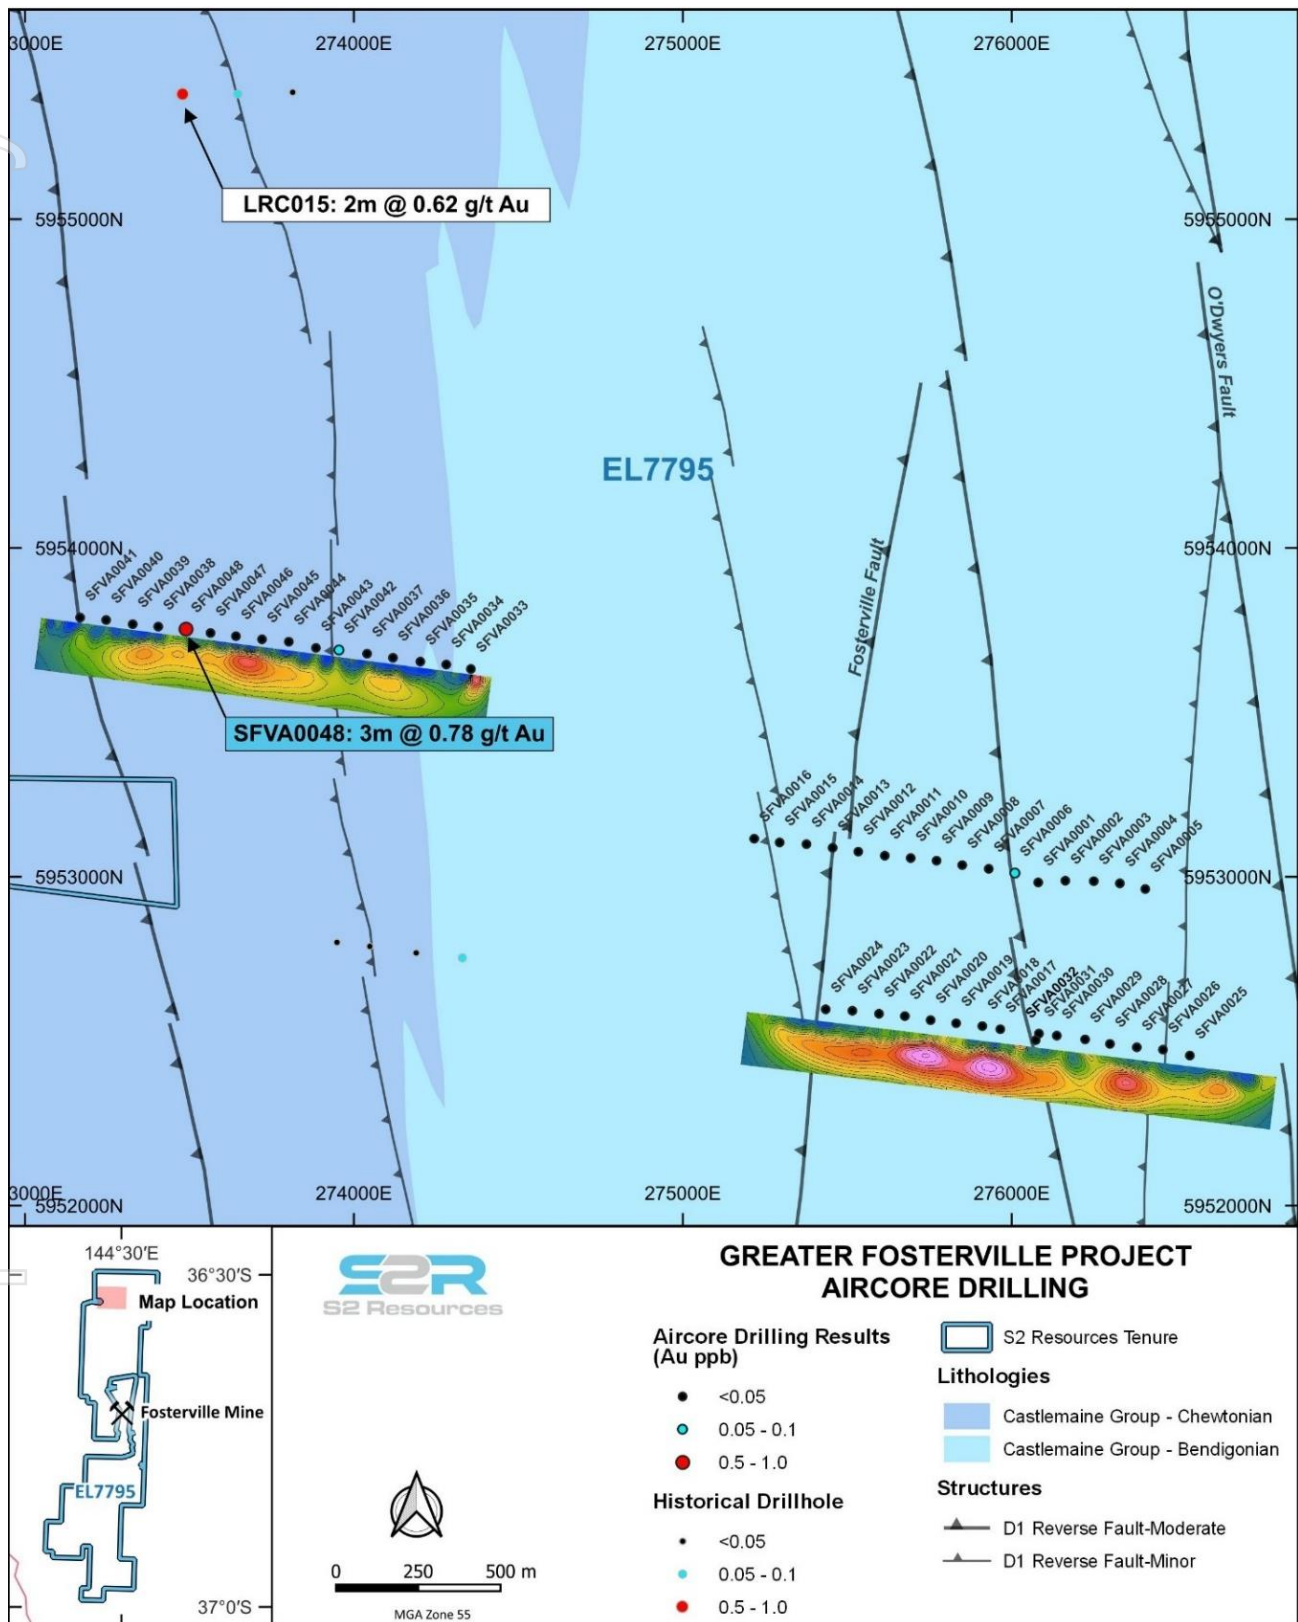 3000E
274000E
275000E
276000E
LRC015: 2m @ 0.62 g/t Au
5955000N
5955000N
O'Dwyers Fault
EL7795
5954000N
5954000N
Fosterville Fault
SFVA0041
SFVA0040
SFVA0039
SFVA0038
SFVA0048
SFVA0047
SFVA0046
SFVA0045
SFVA0044
SFVA0043
SFVA0042
SFVA0037
SFVA0036
SFVA0035
SFVA0034
SFVA0033
SFVA0048: 3m @ 0.78 g/t Au
SFVA0016
SFVA0015
SFVA0014
SFVA0013
SFVA0012
SFVA0011
SFVA0010
SFVA0009
SFVA0008
SFVA0007
SFVA0006
SFVA0001
SFVA0002
SFVA0003
SFVA0004
SFVA0005
5953000N
5953000N
SFVA0024
SFVA0023
SFVA0022
SFVA0021
SFVA0020
SFVA0019
SFVA0018
SFVA0017
SFVA0032
SFVA0031
SFVA0030
SFVA0029
SFVA0028
SFVA0027
SFVA0026
SFVA0025
3000E
274000E
275000E
276000E
5952000N
5952000N
144°30'E
36°30'S
Map Location
Fosterville Mine
EL7795
37°0'S
S2R
S2 Resources
0 250 500 m
MGA Zone 55
GREATER FOSTERVILLE PROJECT
AIRCORE DRILLING
Aircore Drilling Results
(Au ppb)
<0.05
0.05 - 0.1
0.5 - 1.0
Historical Drillhole
<0.05
0.05 - 0.1
0.5 - 1.0
S2 Resources Tenure
Lithologies
Castlemaine Group - Chewtonian
Castlemaine Group - Bendigonian
Structures
D1 Reverse Fault-Moderate
D1 Reverse Fault-Minor